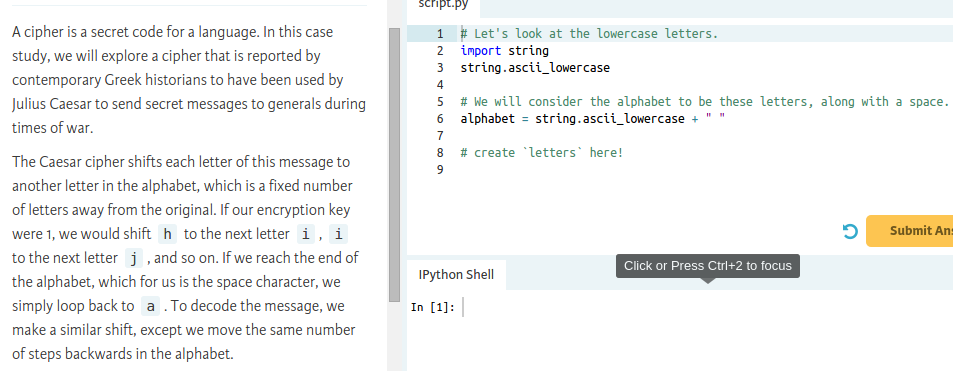 A cipher is a secret code for a language. In this case
study, we will explore a cipher that is reported by
contemporary Greek historians to have been used by
Julius Caesar to send secret messages to generals during
times of war.
The Caesar cipher shifts each letter of this message to
another letter in the alphabet, which is a fixed number
of letters away from the original. If our encryption key
were 1, we would shift h to the next letter i , i
to the next letter j , and so on. If we reach the end of
the alphabet, which for us is the space character, we
simply loop back to a . To decode the message, we
make a similar shift, except we move the same number
of steps backwards in the alphabet.
script.py
1 # Let's look at the lowercase letters.
2 import string
3 string.ascii_lowercase
4
5 # We will consider the alphabet to be these letters, along with a space.
6 alphabet = string.ascii_lowercase + " "
7
8 # create `letters` here!
9
Submit Ans
Click or Press Ctrl+2 to focus
IPython Shell
In [1]: